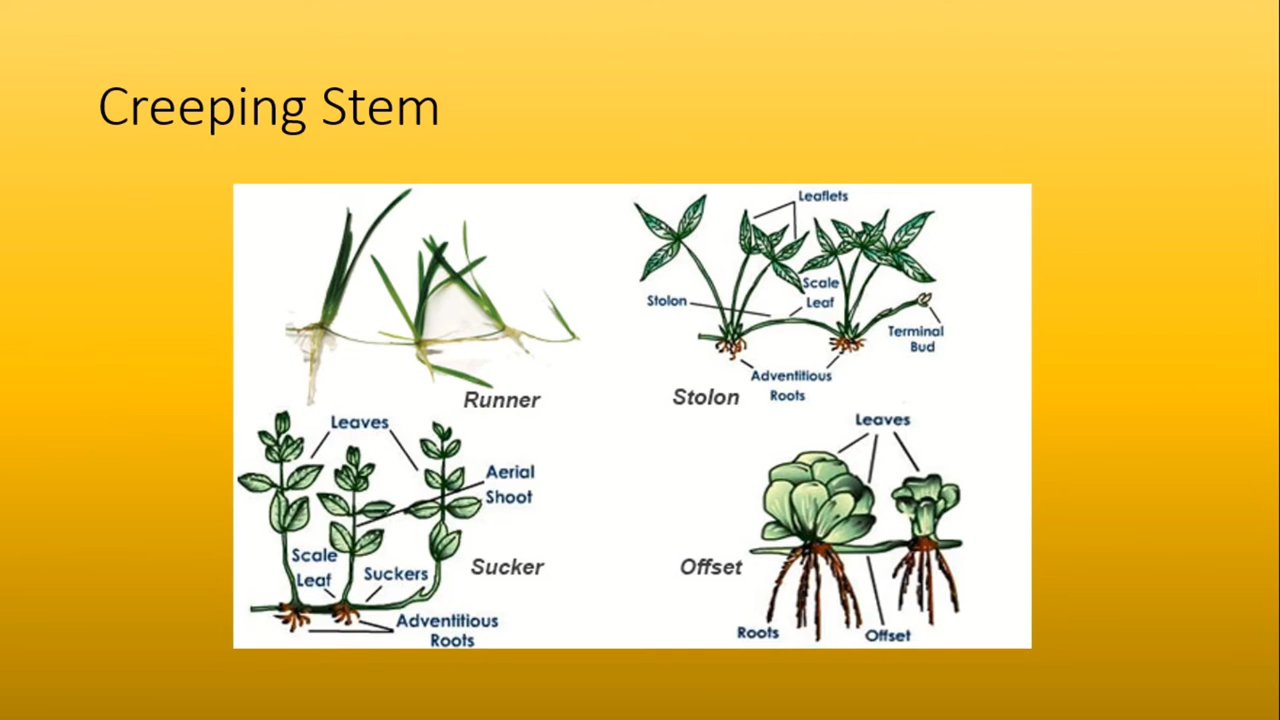 Creeping Stem
Leaflets
Stolon
Scale
Leaf
Terminal
Bud
Adventitious
Roots
Runner
Stolon
Leaves
Aerial
Shoot
Scale
Leaf
Suckers
Sucker
Adventitious
Roots
Leaves
Offset
Roots
Offset